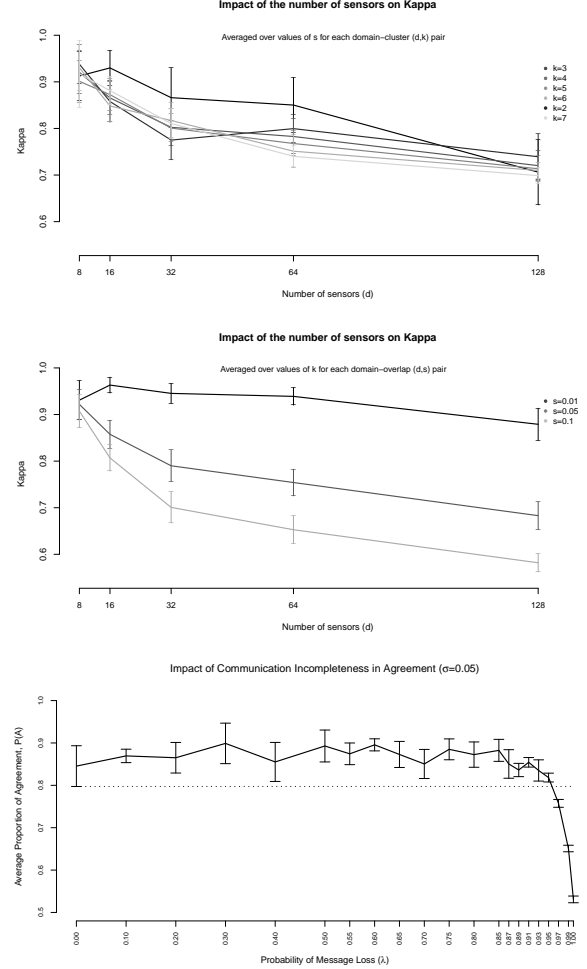 Impact of the number of sensors on Kappa
Averaged over values of s for each domain−cluster (d,k) pair
1.0
0.9
0.8
0.7
0.6
Kappa
k=3
k=4
k=5
k=6
k=2
k=7
8 16 32 64 128
Number of sensors (d)
Impact of the number of sensors on Kappa
Averaged over values of k for each domain−overlap (d,s) pair
1.0
0.9
0.8
0.7
0.6
Kappa
s=0.01
s=0.05
s=0.1
8 16 32 64 128
Number of sensors (d)
Impact of Communication Incompleteness in Agreement (σ=0.05)
1.0
0.9
0.8
0.7
0.6
0.5
Average Proportion of Agreement, P(A)
0.00 0.10 0.20 0.30 0.40 0.50 0.55 0.60 0.65 0.70 0.75 0.80 0.85 0.87 0.89 0.91 0.93 0.95 0.97 0.99 1.00
Probability of Message Loss (λ)